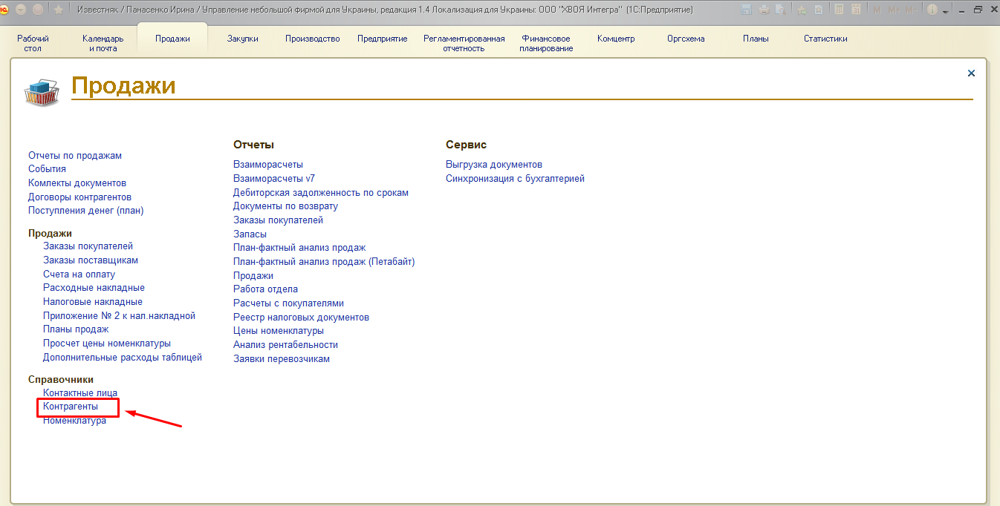 Известняк / Панасенко Ирина / Управление небольшой фирмой для Украины, редакция 1.4 Локализация для Украины: ООО "ХВОЯ Интегра" (1С:Предприятие)
M M+ M-
Рабочий стол
Календарь и почта
Продажи
Закупки
Производство
Предприятие
Регламентированная отчетность
Финансовое планирование
Комцентр
Оргсхема
Планы
Статистики
Продажи
Отчеты по продажам
События
Комлекты документов
Договоры контрагентов
Поступления денег (план)
Продажи
Заказы покупателей
Заказы поставщикам
Счета на оплату
Расходные накладные
Налоговые накладные
Приложение № 2 к нал.накладной
Планы продаж
Просчет цены номенклатуры
Дополнительные расходы таблицей
Справочники
Контактные лица
Контрагенты
Номенклатура
Отчеты
Взаиморасчеты
Взаиморасчеты v7
Дебиторская задолженность по срокам
Документы по возврату
Заказы покупателей
Запасы
План-фактный анализ продаж
План-фактный анализ продаж (Петабайт)
Продажи
Работа отдела
Расчеты с покупателями
Реестр налоговых документов
Цены номенклатуры
Анализ рентабельности
Заявки перевозчикам
Сервис
Выгрузка документов
Синхронизация с бухгалтерией